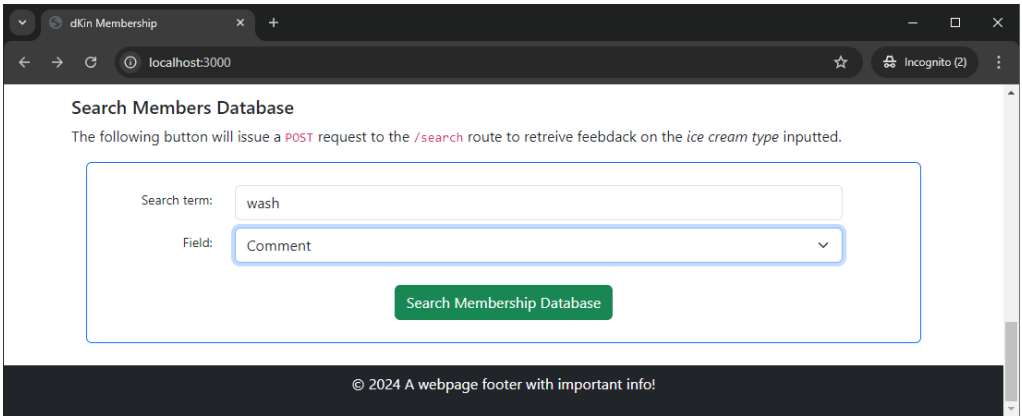 dKin Membership
localhost:3000
Incognito (2)
Search Members Database
The following button will issue a POST request to the /search route to retreive feebdack on the ice cream type inputted.
Search term:
wash
Field:
Comment
Search Membership Database
© 2024 A webpage footer with important info!